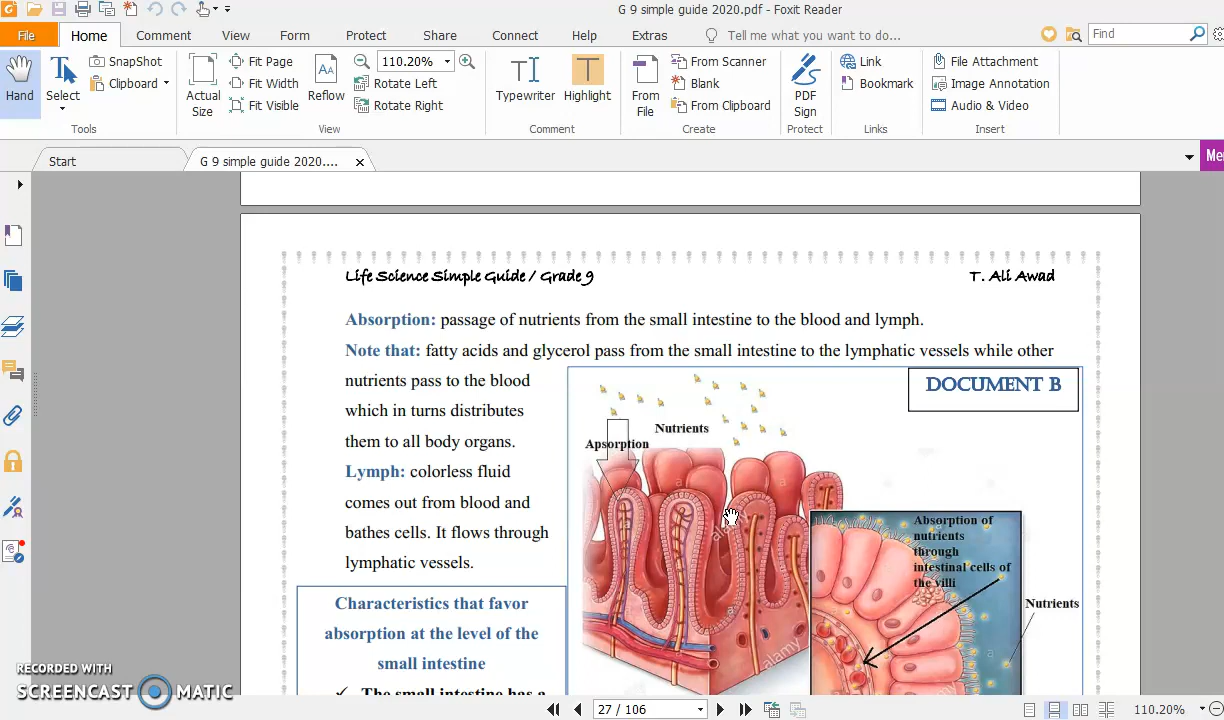 G 9 simple guide 2020.pdf - Foxit Reader
File Home Comment View Form Protect Share Connect Help Extras Tell me what you want to do... Find
Hand
Select
SnapShot
Clipboard
Tools
Actual Size
Fit Page
Fit Width
Fit Visible
Reflow
110.20%
Rotate Left
Rotate Right
View
Typewriter
Highlight
Comment
From File
From Scanner
Blank
From Clipboard
Create
PDF Sign
Protect
Link
Bookmark
Links
File Attachment
Image Annotation
Audio & Video
Insert
Start
G 9 simple guide 2020....
Life Science Simple Guide / Grade 9 T. Ali Awad
Absorption: passage of nutrients from the small intestine to the blood and lymph.
Note that: fatty acids and glycerol pass from the small intestine to the lymphatic vessels while other
nutrients pass to the blood
which in turns distributes
them to all body organs.
Lymph: colorless fluid
comes out from blood and
bathes cells. It flows through
lymphatic vessels.
Characteristics that favor
absorption at the level of the
small intestine
✓ The small intestine has a
DOCUMENT B
Nutrients
Apsorption
Absorption of
nutrients
through
intestinal cells of
the villi
Nutrients
alamy
alamy
RECORDED WITH
SCREENCAST MATIC
27 / 106
110.20%